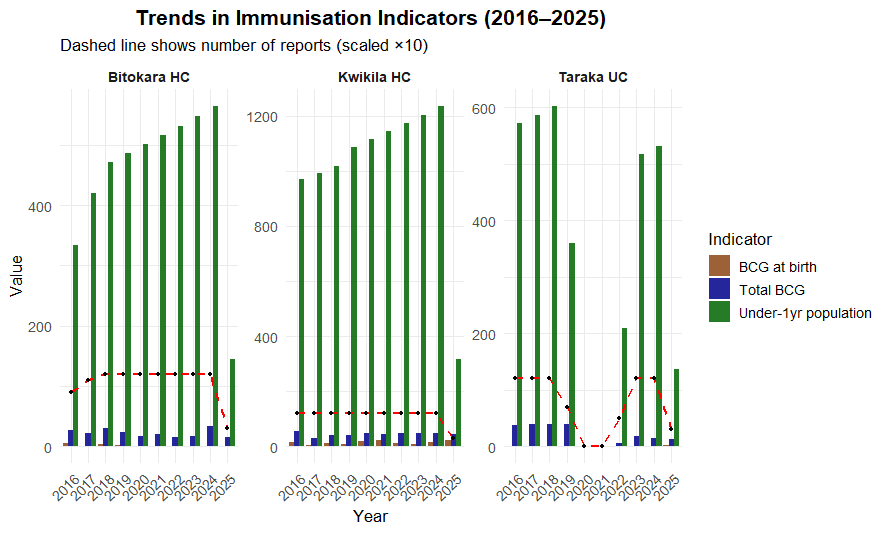 Trends in Immunisation Indicators (2016–2025)
Dashed line shows number of reports (scaled ×10)
Bitokara HC
Kwikila HC
Taraka UC
Value
400
200
0
1200
800
400
0
600
400
200
0
2016 2017 2018 2019 2020 2021 2022 2023 2024 2025
2016 2017 2018 2019 2020 2021 2022 2023 2024 2025
2016 2017 2018 2019 2020 2021 2022 2023 2024 2025
Year
Indicator
BCG at birth
Total BCG
Under-1yr population